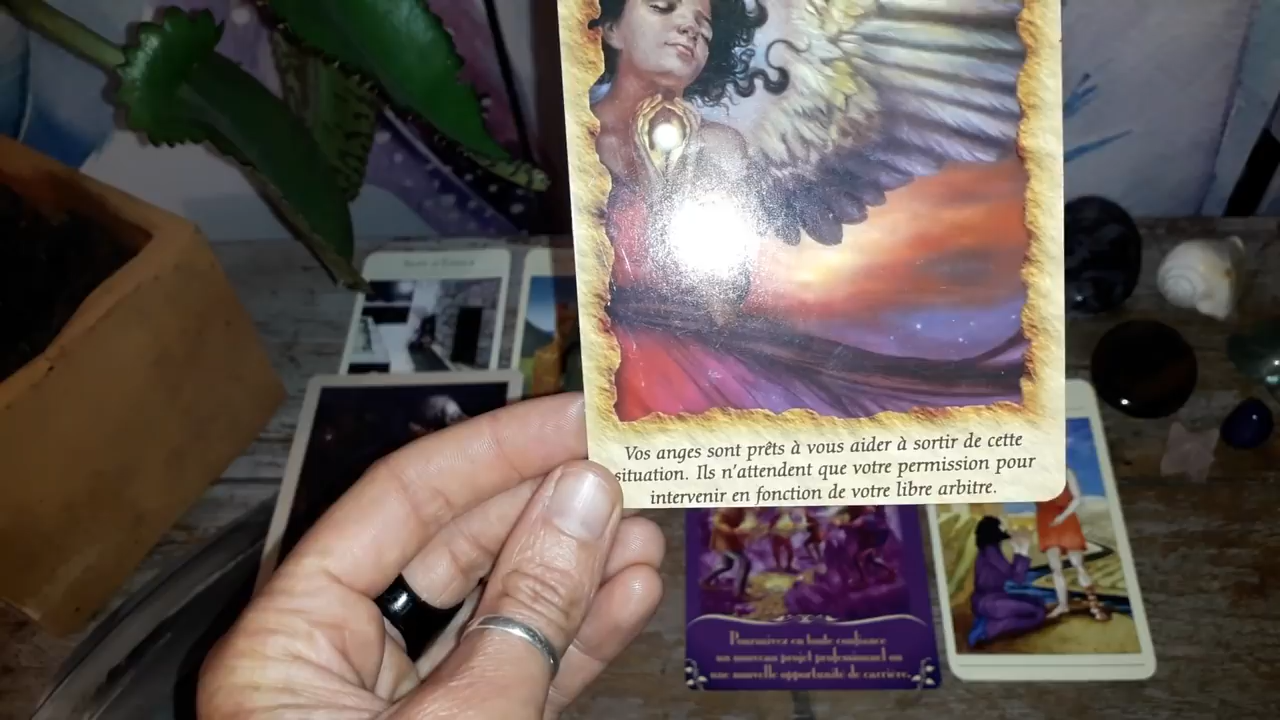 Vos anges sont prêts à vous aider à sortir de cette
situation. Ils n'attendent que votre permission pour
intervenir en fonction de votre libre arbitre.
Poursuivez en toute confiance
un nouveau projet professionnel ou
une nouvelle opportunité de carrière.